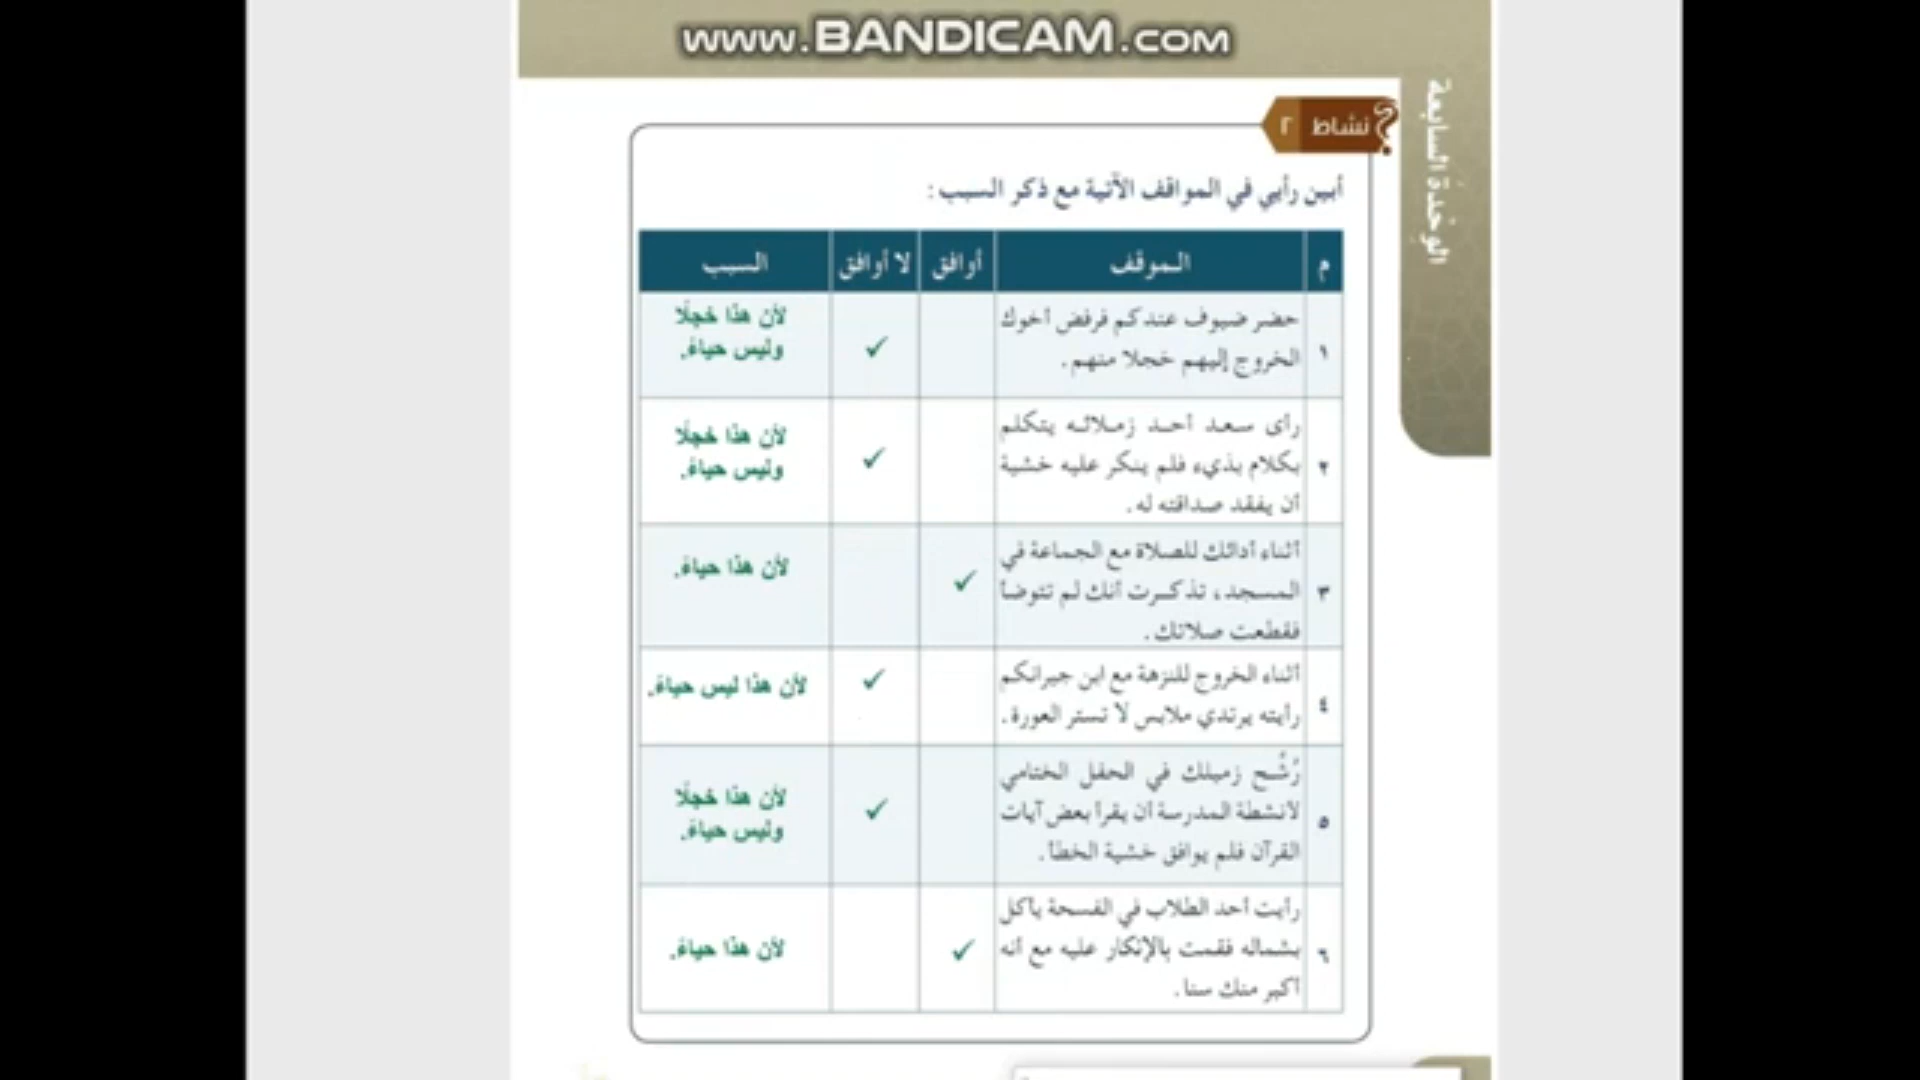 www.BANDICAM.com
الوحدة السابعة
نشاط ٢
أبين رأيي في المواقف الآتية مع ذكر السبب :
م الموقف أوافق لا أوافق السبب
١
حضر ضيوف عندكم فرفض أخوك
الخروج إليهم خجلا منهم .
✓
لأن هذا خجلًا
وليس حياءً.
٢
رأى سعد أحد زملائه يتكلم
بكلام بذيء فلم ينكر عليه خشية
أن يفقد صداقته له .
✓
لأن هذا خجلًا
وليس حياءً.
٣
أثناء أدائك للصلاة مع الجماعة في
المسجد، تذكرت أنك لم تتوضأ
فقطعت صلاتك .
✓
لأن هذا حياءً.
٤
أثناء الخروج للنزهة مع ابن جيرانكم
رأيته يرتدي ملابس لا تستر العورة .
✓
لأن هذا ليس حياءً.
٥
رُشِّح زميلك في الحفل الختامي
لأنشطة المدرسة أن يقرأ بعض آيات
القرآن فلم يوافق خشية الخطأ .
✓
لأن هذا خجلًا
وليس حياءً.
٦
رأيت أحد الطلاب في الفسحة يأكل
بشماله فقمت بالإنكار عليه مع أنه
أكبر منك سنا .
✓
لأن هذا حياءً.